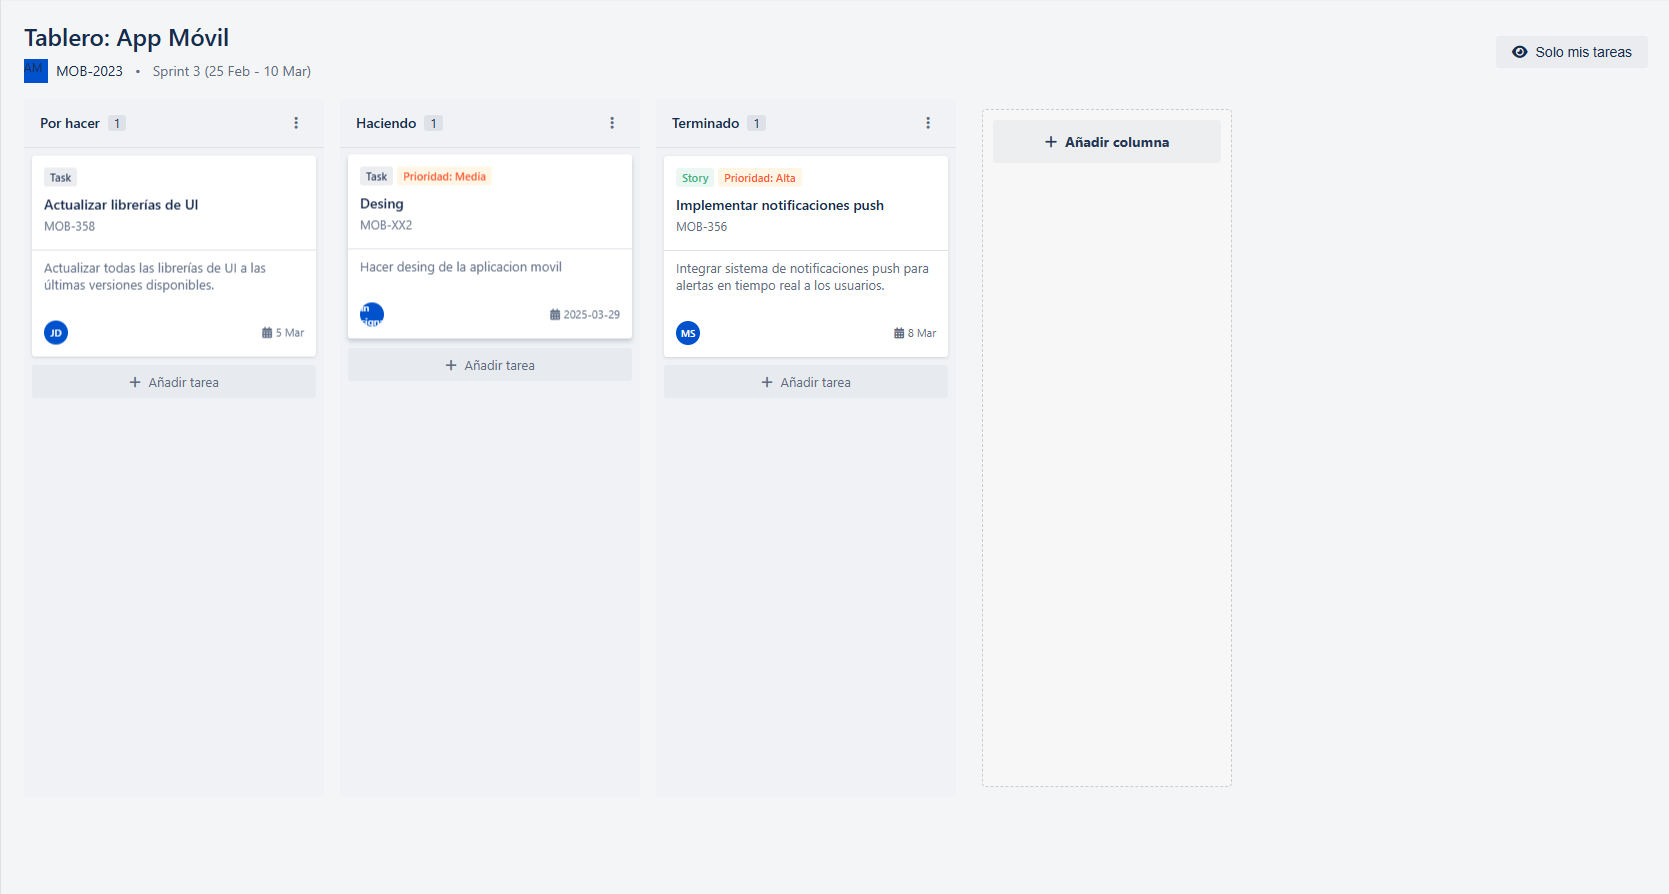 Tablero: App Móvil
AM
MOB-2023 • Sprint 3 (25 Feb - 10 Mar)
Solo mis tareas
Por hacer 1
Task
Actualizar librerías de UI
MOB-358
Actualizar todas las librerías de UI a las
últimas versiones disponibles.
JD
5 Mar
+ Añadir tarea
Haciendo 1
Task Prioridad: Media
Desing
MOB-XX2
Hacer desing de la aplicacion movil
2025-03-29
+ Añadir tarea
Terminado 1
Story Prioridad: Alta
Implementar notificaciones push
MOB-356
Integrar sistema de notificaciones push para
alertas en tiempo real a los usuarios.
MS
8 Mar
+ Añadir tarea
+ Añadir columna